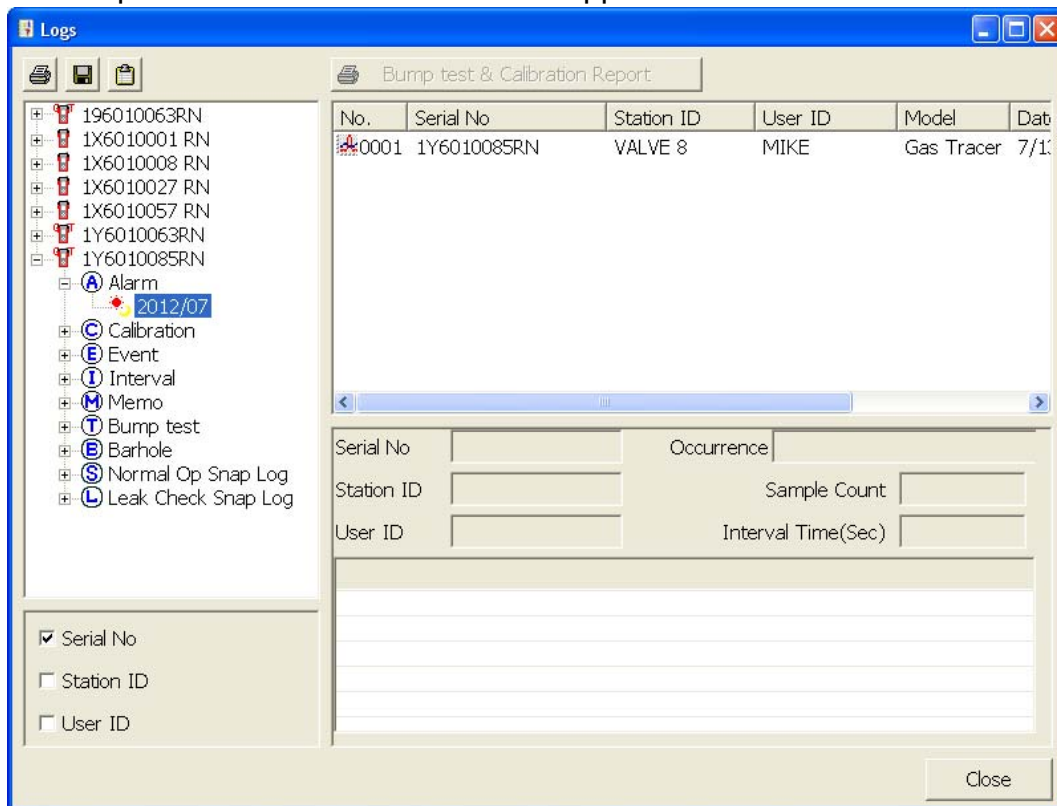 Logs
Bump test & Calibration Report
196010063RN
1X6010001 RN
1X6010008 RN
1X6010027 RN
1X6010057 RN
1Y6010063RN
1Y6010085RN
A Alarm
2012/07
C Calibration
E Event
I Interval
M Memo
T Bump test
B Barhole
S Normal Op Snap Log
L Leak Check Snap Log
Serial No
Station ID
User ID
No. Serial No Station ID User ID Model
0001 1Y6010085RN VALVE 8 MIKE Gas Tracer
Serial No Occurrence
Station ID Sample Count
User ID Interval Time(Sec)
Close